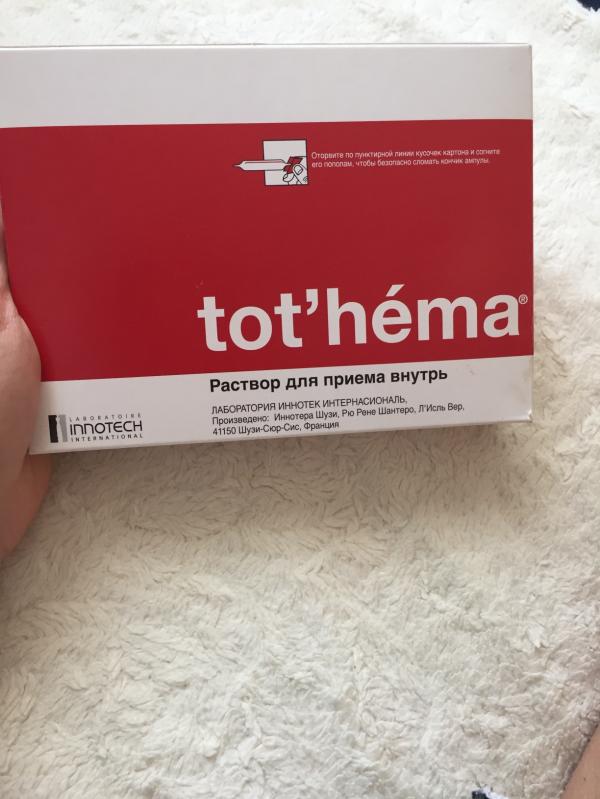 Оторвите по пунктирной линии кусочек картона и согните
его пополам, чтобы безопасно сломать кончик ампулы.
tot'héma®
Раствор для приема внутрь
ЛАБОРАТОРИЯ ИННОТЕК ИНТЕРНАСИОНАЛЬ,
Произведено: Иннотера Шузи, Рю Рене Шантеро, Л'Исль Вер,
41150 Шузи-Сюр-Сис, Франция
LABORATOIRE
INNOTECH
INTERNATIONAL